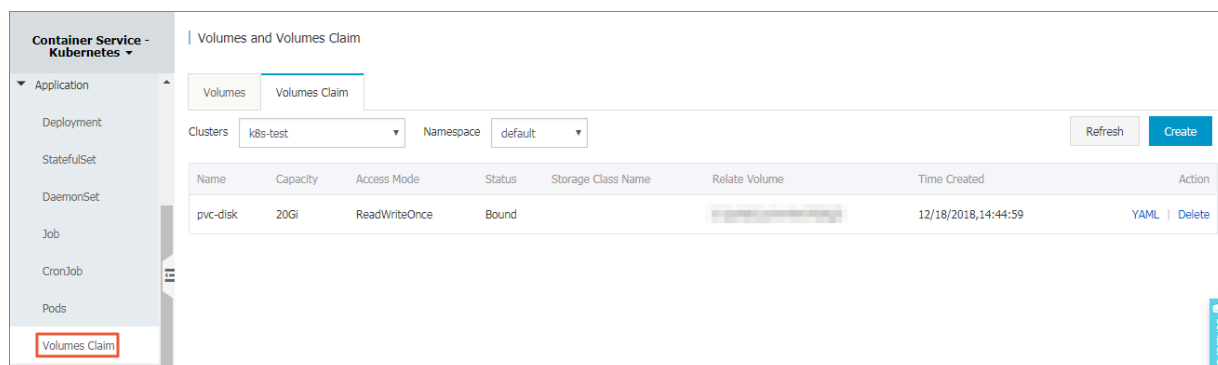 Container Service -
Kubernetes
Volumes and Volumes Claim
Application
Volumes Volumes Claim
Deployment
Clusters k8s-test Namespace default Refresh Create
StatefulSet
Name Capacity Access Mode Status Storage Class Name Relate Volume Time Created Action
DaemonSet
pvc-disk 20Gi ReadWriteOnce Bound 12/18/2018,14:44:59 YAML | Delete
Job
CronJob
Pods
Volumes Claim